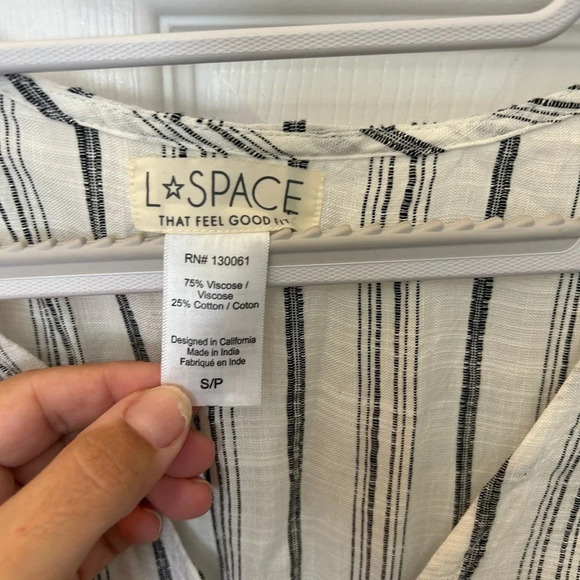 L☆SPACE
THAT FEEL GOOD FIT
RN# 130061
75% Viscose /
Viscose
25% Cotton / Coton
Designed in California
Made in India
Fabriqué en Inde
S/P